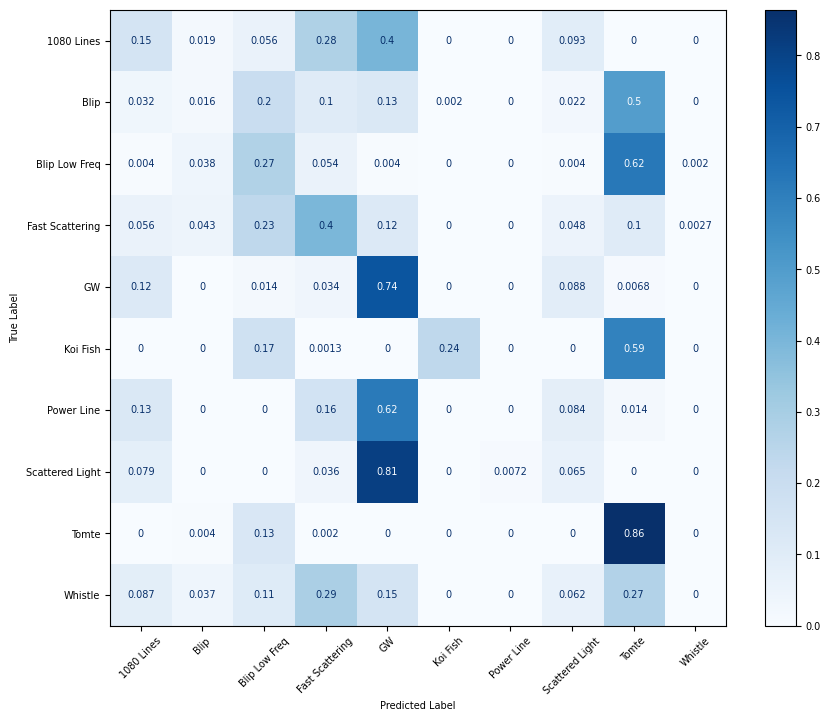 1080 Lines 0.15 0.019 0.056 0.28 0.4 0 0 0.093 0 0
Blip 0.032 0.016 0.2 0.1 0.13 0.002 0 0.022 0.5 0
Blip Low Freq 0.004 0.038 0.27 0.054 0.004 0 0 0.004 0.62 0.002
Fast Scattering 0.056 0.043 0.23 0.4 0.12 0 0 0.048 0.1 0.0027
GW 0.12 0 0.014 0.034 0.74 0 0 0.088 0.0068 0
Koi Fish 0 0 0.17 0.0013 0 0.24 0 0 0.59 0
Power Line 0.13 0 0 0.16 0.62 0 0 0.084 0.014 0
Scattered Light 0.079 0 0 0.036 0.81 0 0.0072 0.065 0 0
Tomte 0 0.004 0.13 0.002 0 0 0 0 0.86 0
Whistle 0.087 0.037 0.11 0.29 0.15 0 0 0.062 0.27 0
True Label
1080 Lines Blip Blip Low Freq Fast Scattering GW Koi Fish Power Line Scattered Light Tomte Whistle
Predicted Label
0.8
0.7
0.6
0.5
0.4
0.3
0.2
0.1
0.0